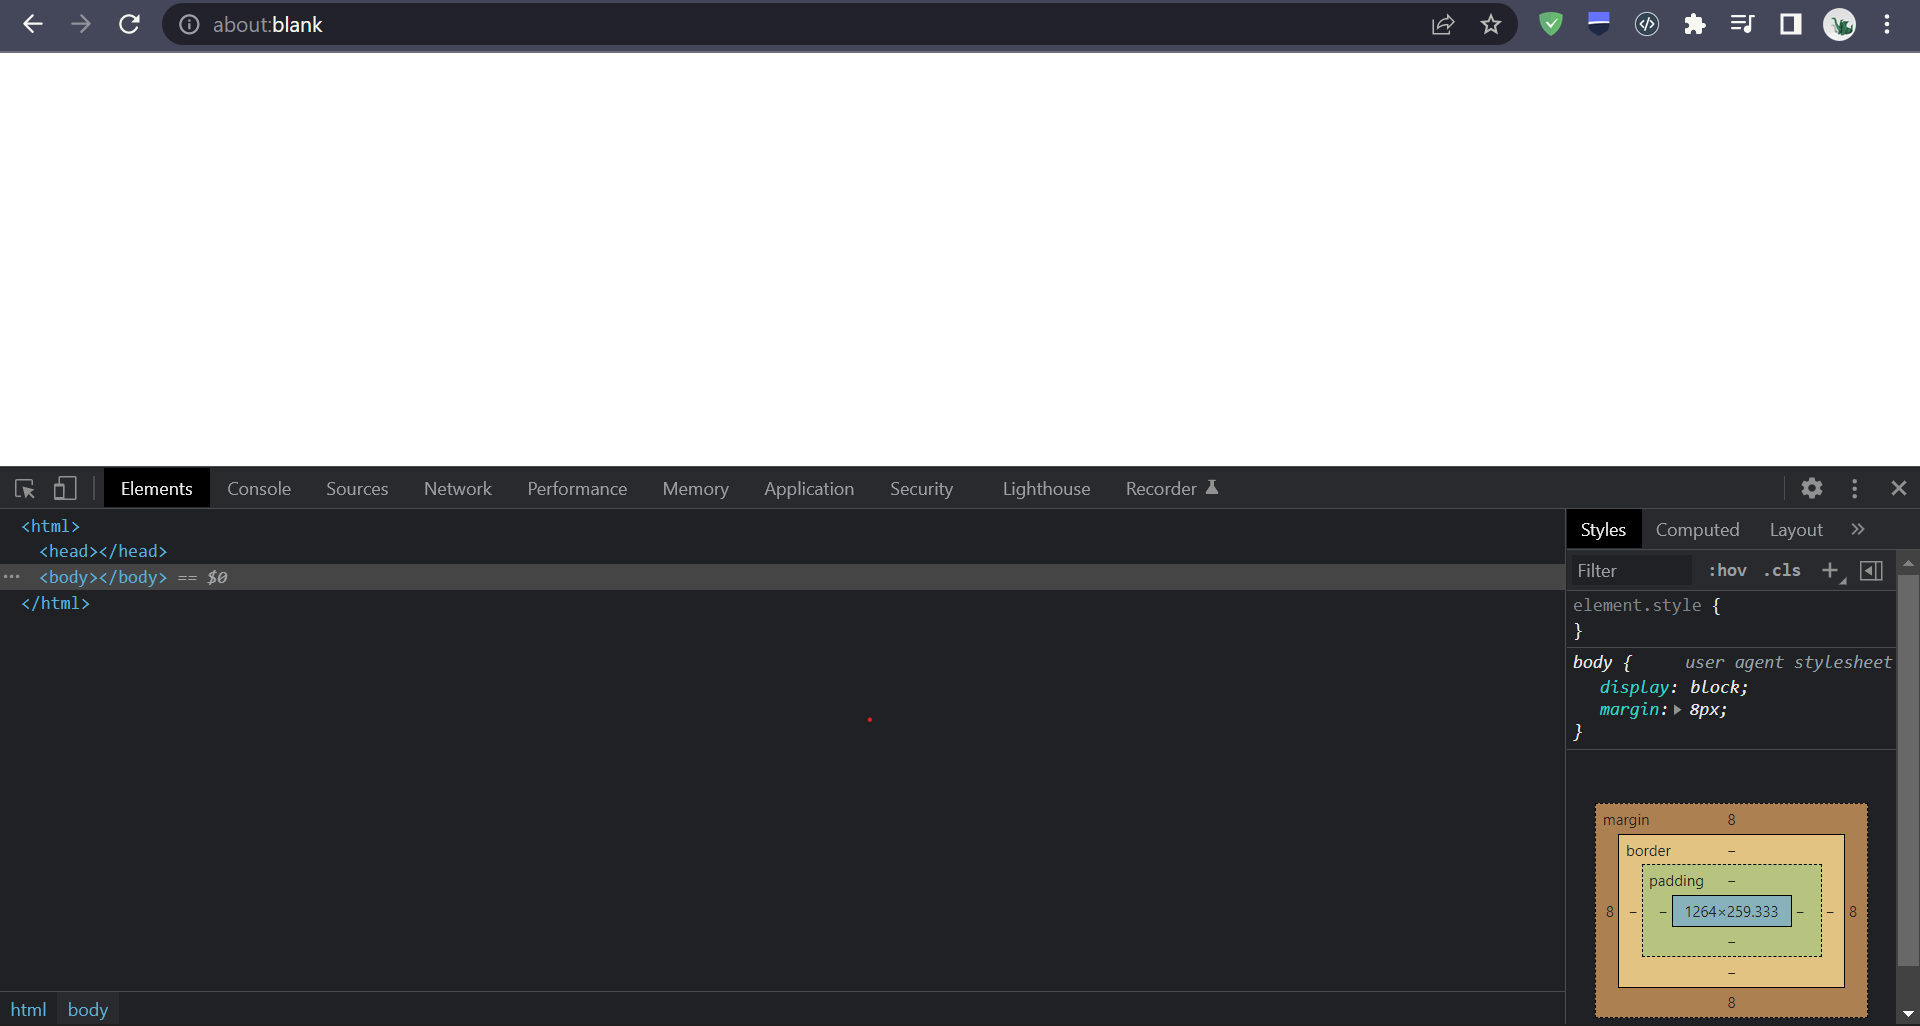 about:blank
Elements Console Sources Network Performance Memory Application Security Lighthouse Recorder
<html>
<head></head>
<body></body> == $0
</html>
html body
Styles Computed Layout »
Filter :hov .cls +
element.style {
}
body { user agent stylesheet
display: block;
margin: 8px;
}
margin 8
border –
padding –
8 – – 1264×259.333 – – 8
–
–
8